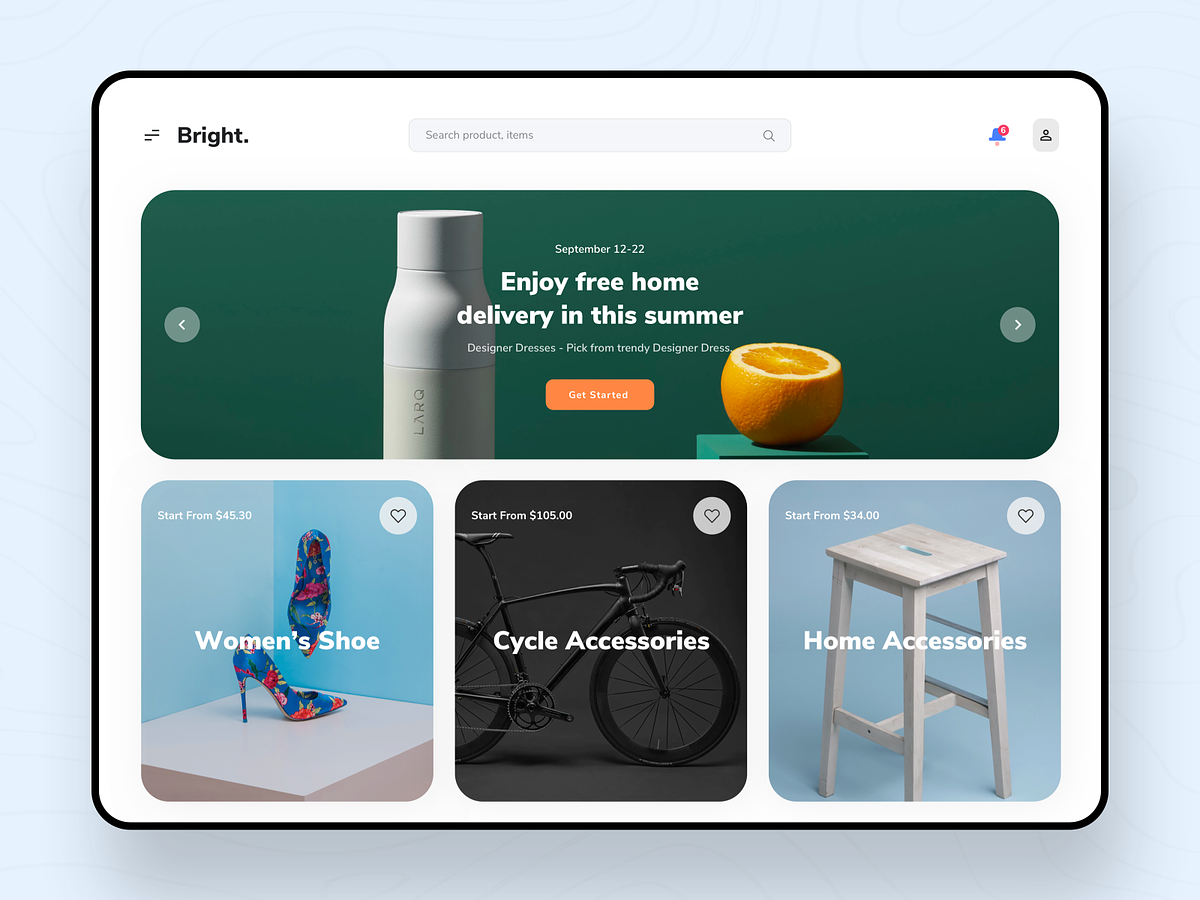 Bright.
Search product, items
6
September 12-22
Enjoy free home
delivery in this summer
Designer Dresses - Pick from trendy Designer Dress.
Get Started
LARQ
Start From $45.30
Women’s Shoe
Start From $105.00
Cycle Accessories
Start From $34.00
Home Accessories